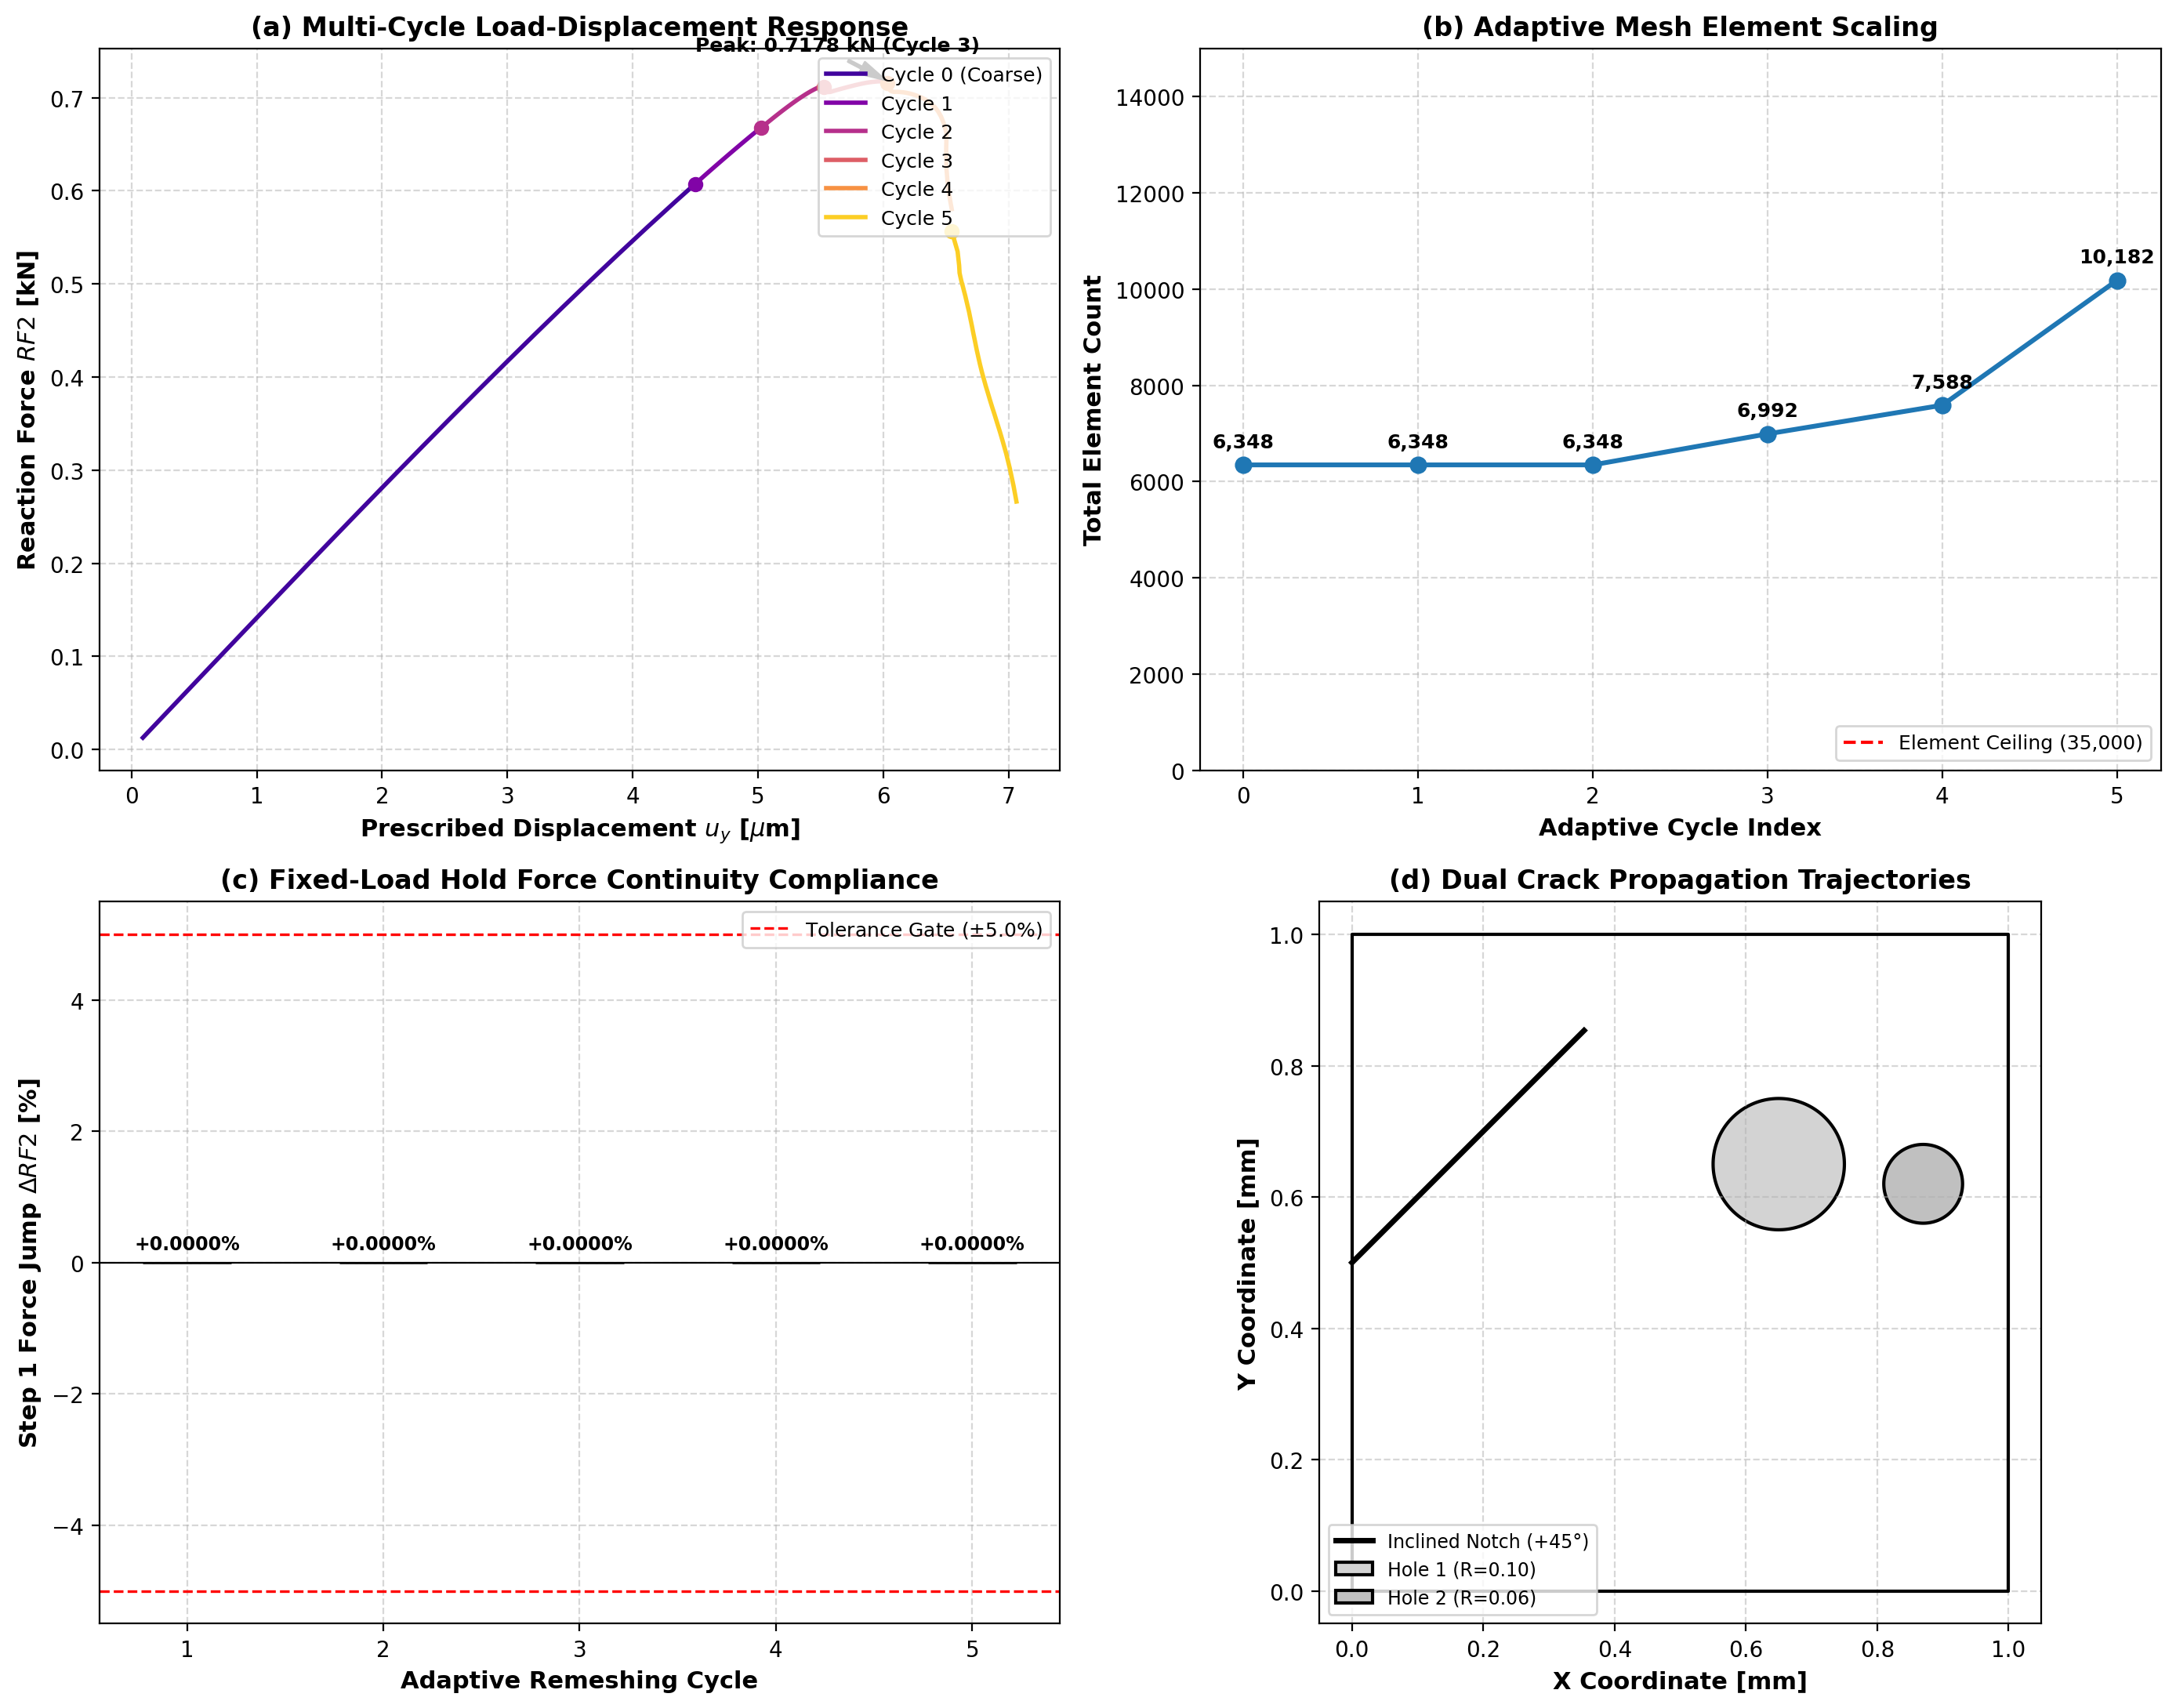 (a) Multi-Cycle Load-Displacement Response
Peak: 0.7178 kN (Cycle 3)
Cycle 0 (Coarse)
Cycle 1
Cycle 2
Cycle 3
Cycle 4
Cycle 5
Reaction Force RF2 [kN]
0.7
0.6
0.5
0.4
0.3
0.2
0.1
0.0
0 1 2 3 4 5 6 7
Prescribed Displacement u_y [μm]
(b) Adaptive Mesh Element Scaling
Total Element Count
14000
12000
10000
8000
6000
4000
2000
0
6,348 6,348 6,348 6,992 7,588 10,182
Element Ceiling (35,000)
0 1 2 3 4 5
Adaptive Cycle Index
(c) Fixed-Load Hold Force Continuity Compliance
Tolerance Gate (±5.0%)
Step 1 Force Jump ΔRF2 [%]
4
2
0
−2
−4
+0.0000% +0.0000% +0.0000% +0.0000% +0.0000%
1 2 3 4 5
Adaptive Remeshing Cycle
(d) Dual Crack Propagation Trajectories
Y Coordinate [mm]
1.0
0.8
0.6
0.4
0.2
0.0
Inclined Notch (+45°)
Hole 1 (R=0.10)
Hole 2 (R=0.06)
0.0 0.2 0.4 0.6 0.8 1.0
X Coordinate [mm]